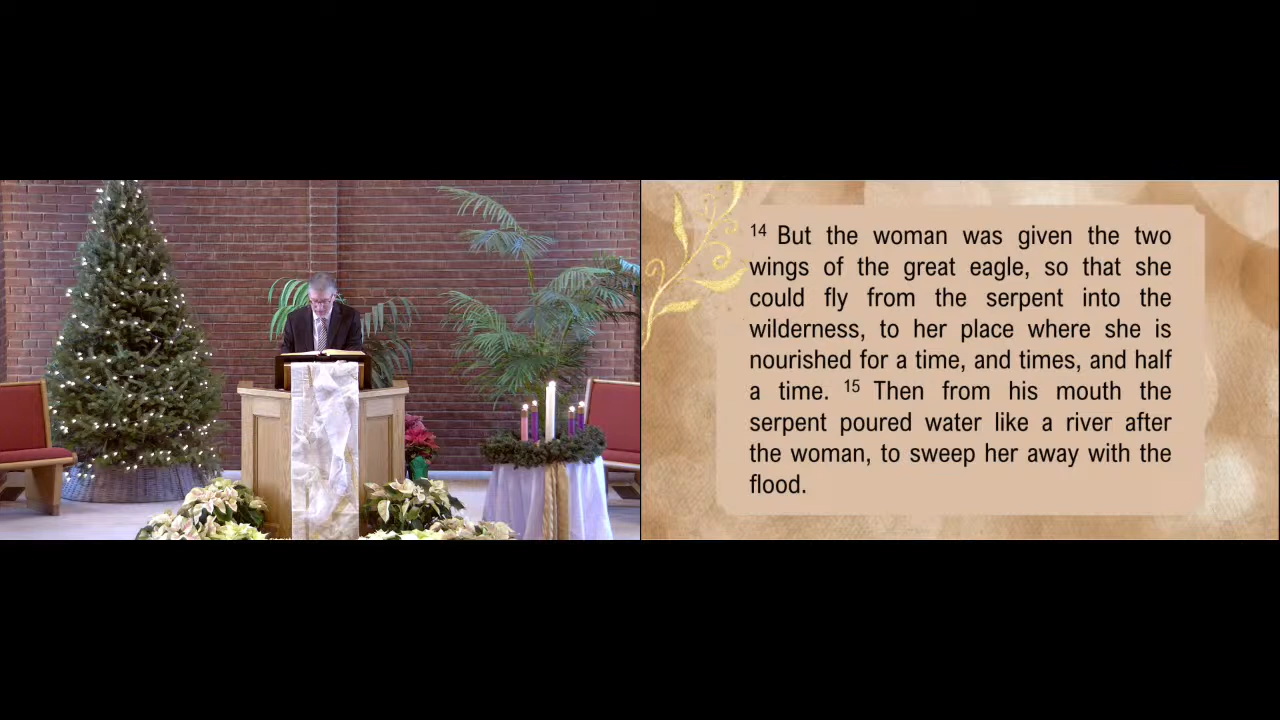 14 But the woman was given the two
wings of the great eagle, so that she
could fly from the serpent into the
wilderness, to her place where she is
nourished for a time, and times, and half
a time. 15 Then from his mouth the
serpent poured water like a river after
the woman, to sweep her away with the
flood.